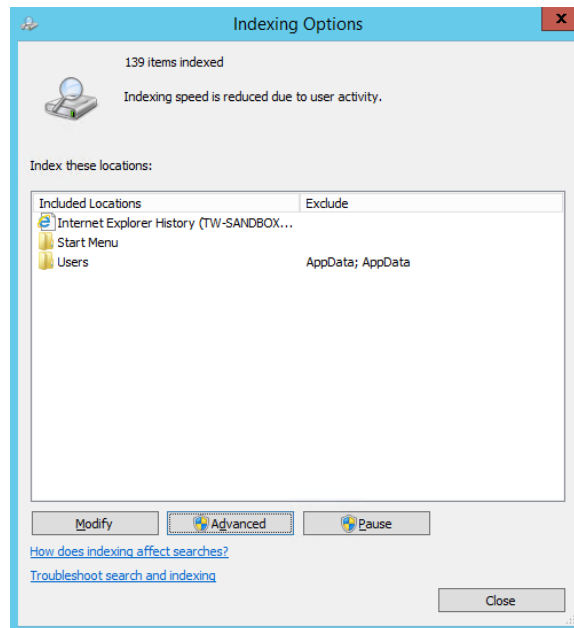 Indexing Options
x
139 items indexed
Indexing speed is reduced due to user activity.
Index these locations:
Included Locations Exclude
Internet Explorer History (TW-SANDBOX...
Start Menu
Users AppData; AppData
Modify Advanced Pause
How does indexing affect searches?
Troubleshoot search and indexing
Close